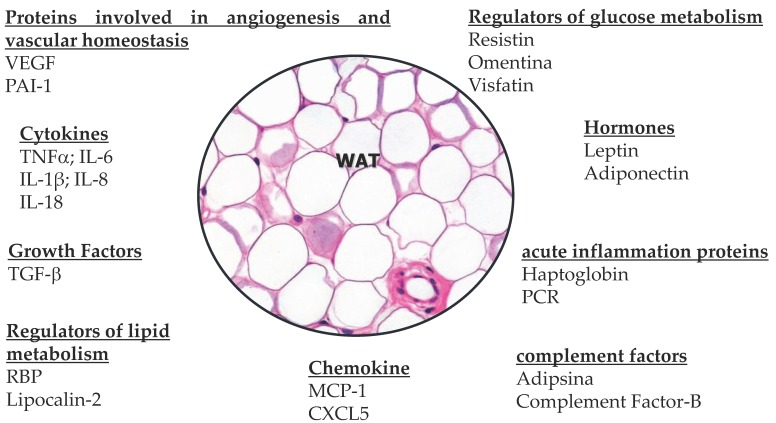 Proteins involved in angiogenesis and
vascular homeostasis
VEGF
PAI-1
Regulators of glucose metabolism
Resistin
Omentina
Visfatin
Cytokines
TNFα; IL-6
IL-1β; IL-8
IL-18
WAT
Hormones
Leptin
Adiponectin
Growth Factors
TGF-β
acute inflammation proteins
Haptoglobin
PCR
Regulators of lipid
metabolism
RBP
Lipocalin-2
Chemokine
MCP-1
CXCL5
complement factors
Adipsina
Complement Factor-B